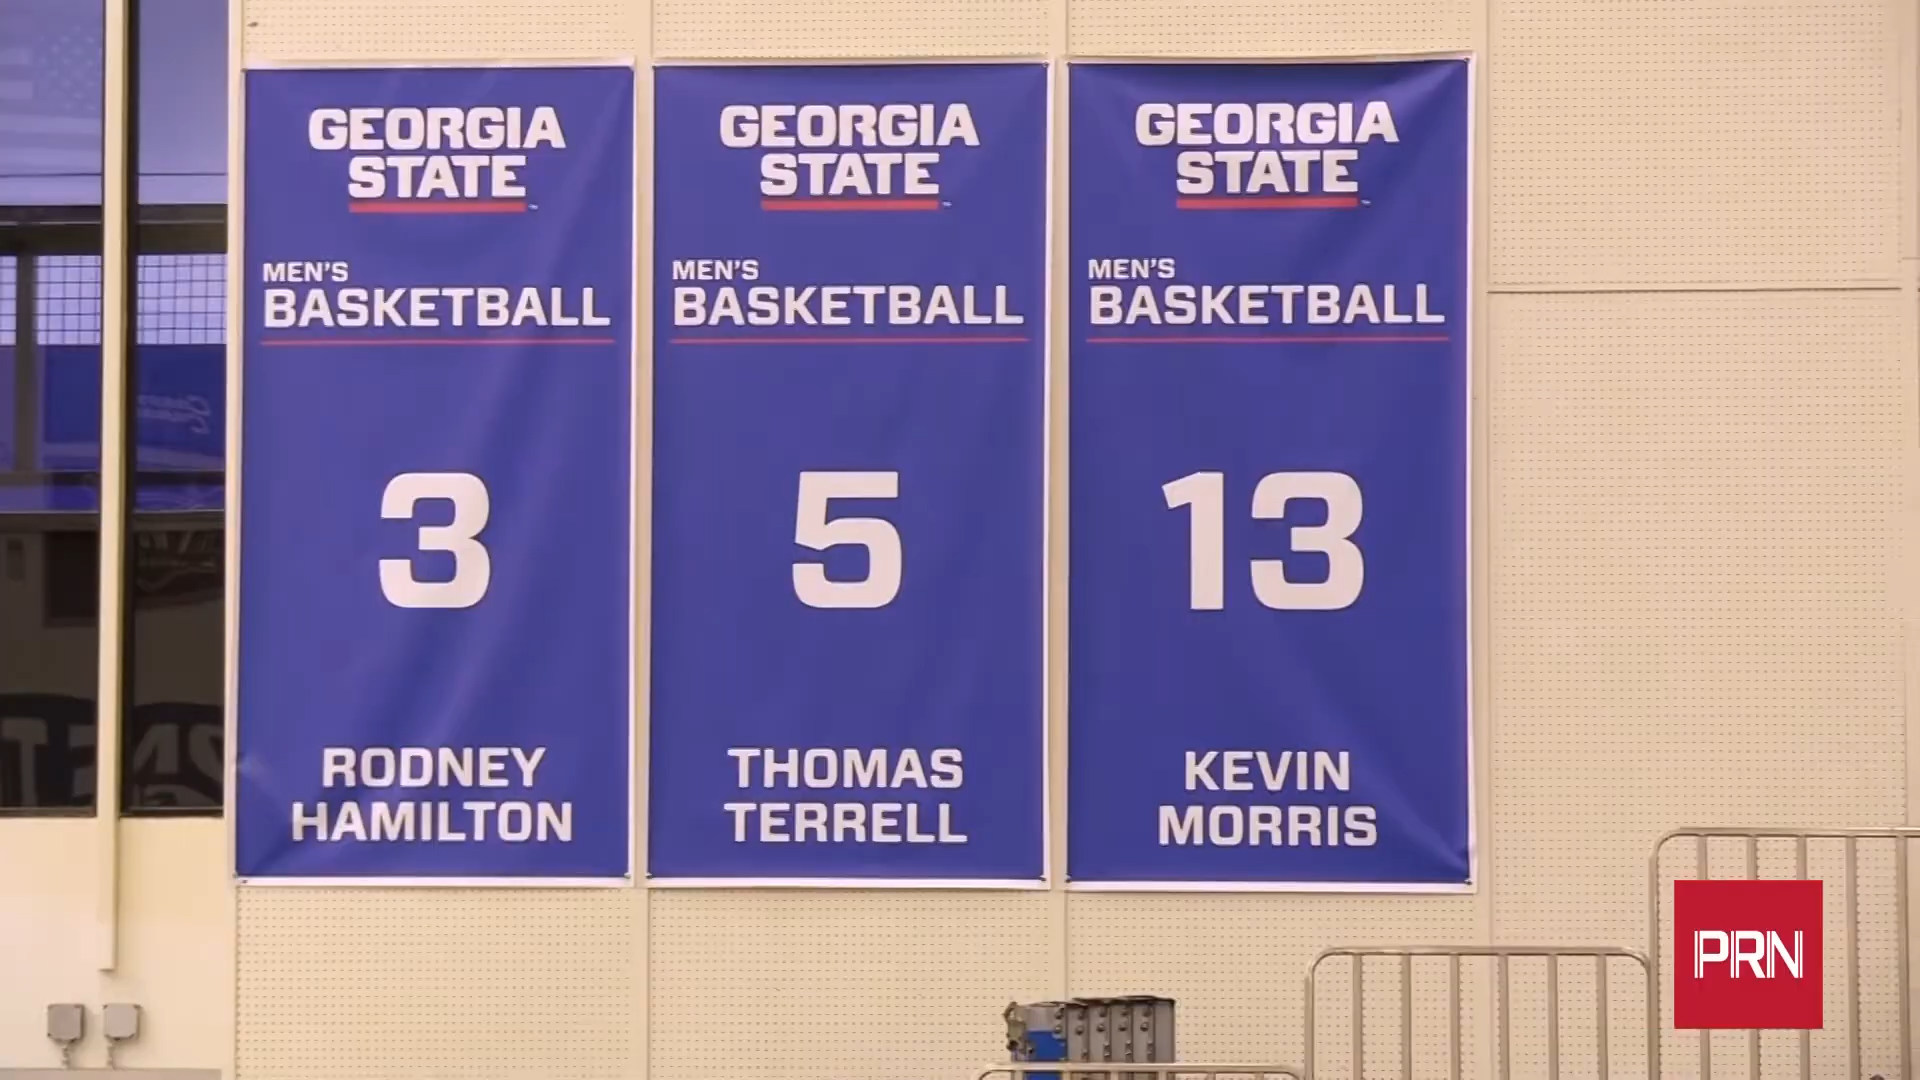 GEORGIA
STATE
MEN'S
BASKETBALL
3
RODNEY
HAMILTON
GEORGIA
STATE
MEN'S
BASKETBALL
5
THOMAS
TERRELL
GEORGIA
STATE
MEN'S
BASKETBALL
13
KEVIN
MORRIS
PRN